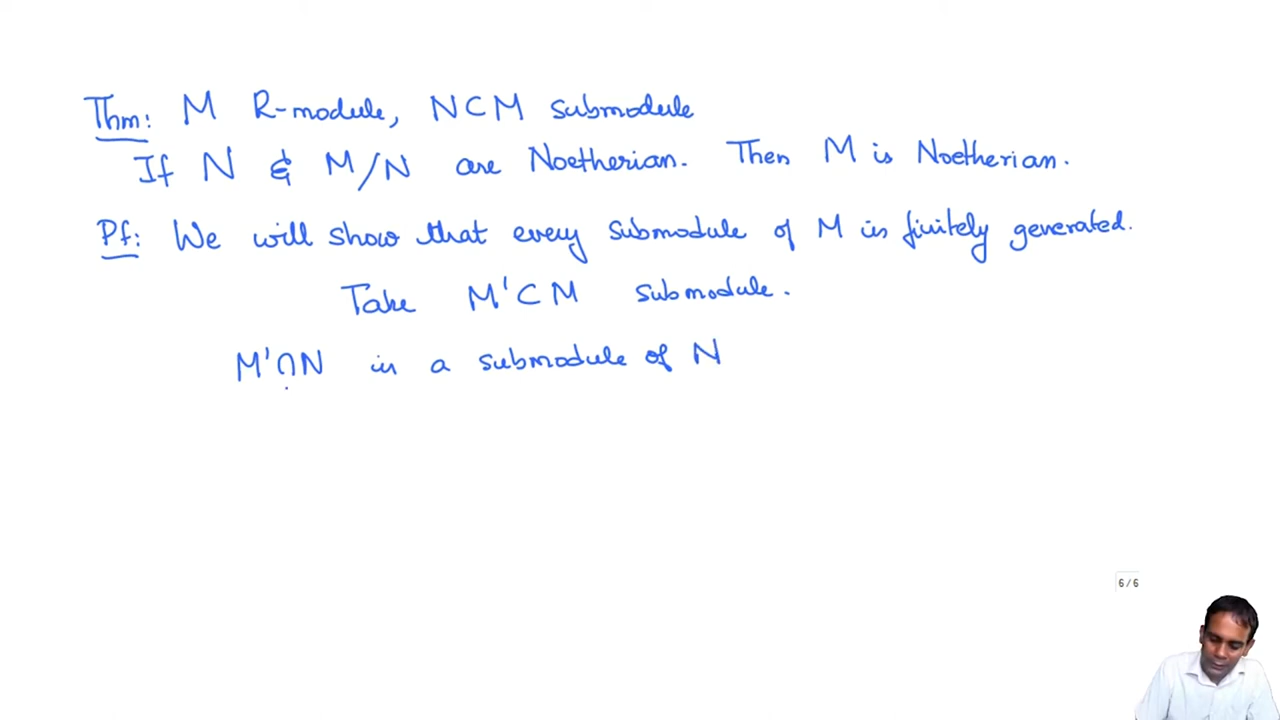 Thm: M R-module, N⊂M submodule
If N & M/N are Noetherian. Then M is Noetherian.
Pf: We will show that every submodule of M is finitely generated.
Take M'⊂M submodule.
M'∩N is a submodule of N
6/6